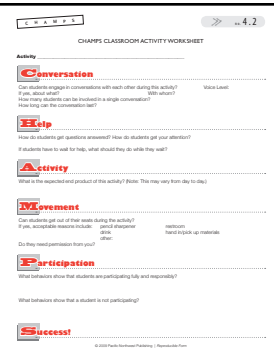 CHAMPS
4.2
CHAMPS CLASSROOM ACTIVITY WORKSHEET
Activity
Conversation
Can students engage in conversations with each other during this activity? Voice Level:
If yes, about what? With whom?
How many students can be involved in a single conversation?
How long can the conversation last?
Help
How do students get questions answered? How do students get your attention?
If students have to wait for help, what should they do while they wait?
Activity
What is the expected end product of this activity? (Note: This may vary from day to day.)
Movement
Can students get out of their seats during the activity?
If yes, acceptable reasons include: pencil sharpener restroom
drink hand in/pick up materials
other:
Do they need permission from you?
Participation
What behaviors show that students are participating fully and responsibly?
What behaviors show that a student is not participating?
Success!
© 2009 Pacific Northwest Publishing | Reproducible Form